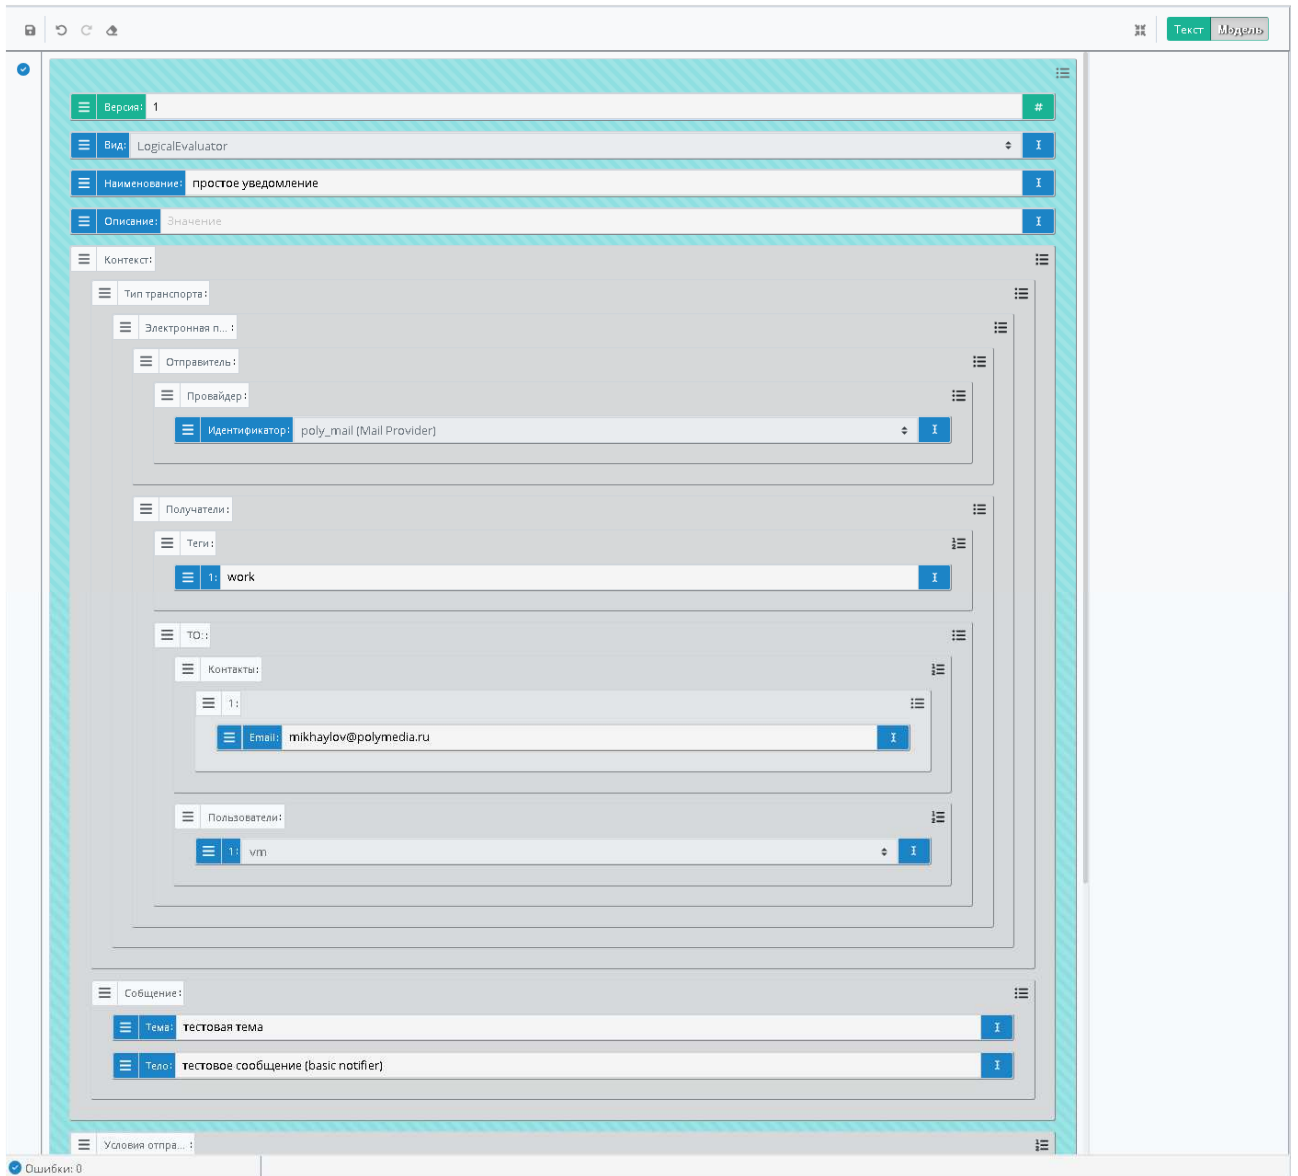 Текст Модель
Версия: 1 #
Вид: LogicalEvaluator
Наименование: простое уведомление
Описание: Значение
Контекст:
Тип транспорта:
Электронная п... :
Отправитель:
Провайдер:
Идентификатор: poly_mail (Mail Provider)
Получатели:
Теги:
1: work
TO::
Контакты:
1:
Email: mikhaylov@polymedia.ru
Пользователи:
1: vm
Собщение:
Тема: тестовая тема
Тело: тестовое сообщение (basic notifier)
Условия отпра... :
Ошибки: 0